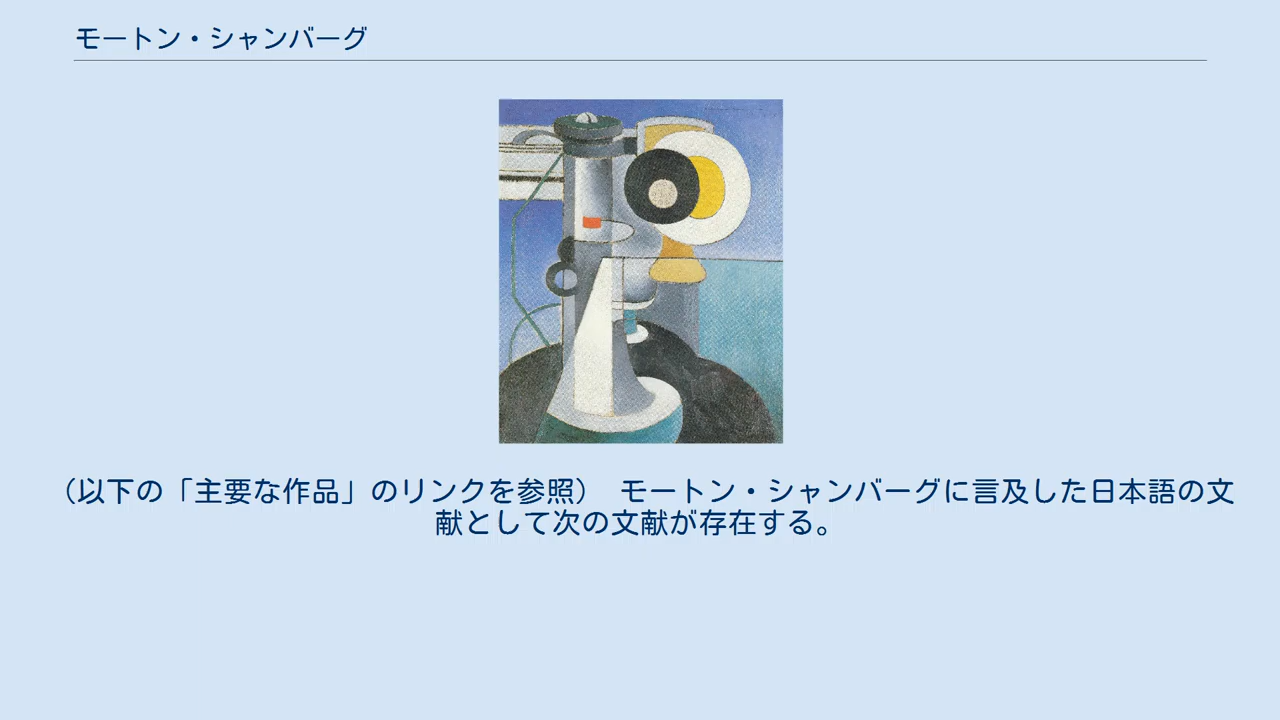 モートン・シャンバーグ
（以下の「主要な作品」のリンクを参照）　モートン・シャンバーグに言及した日本語の文
献として次の文献が存在する。